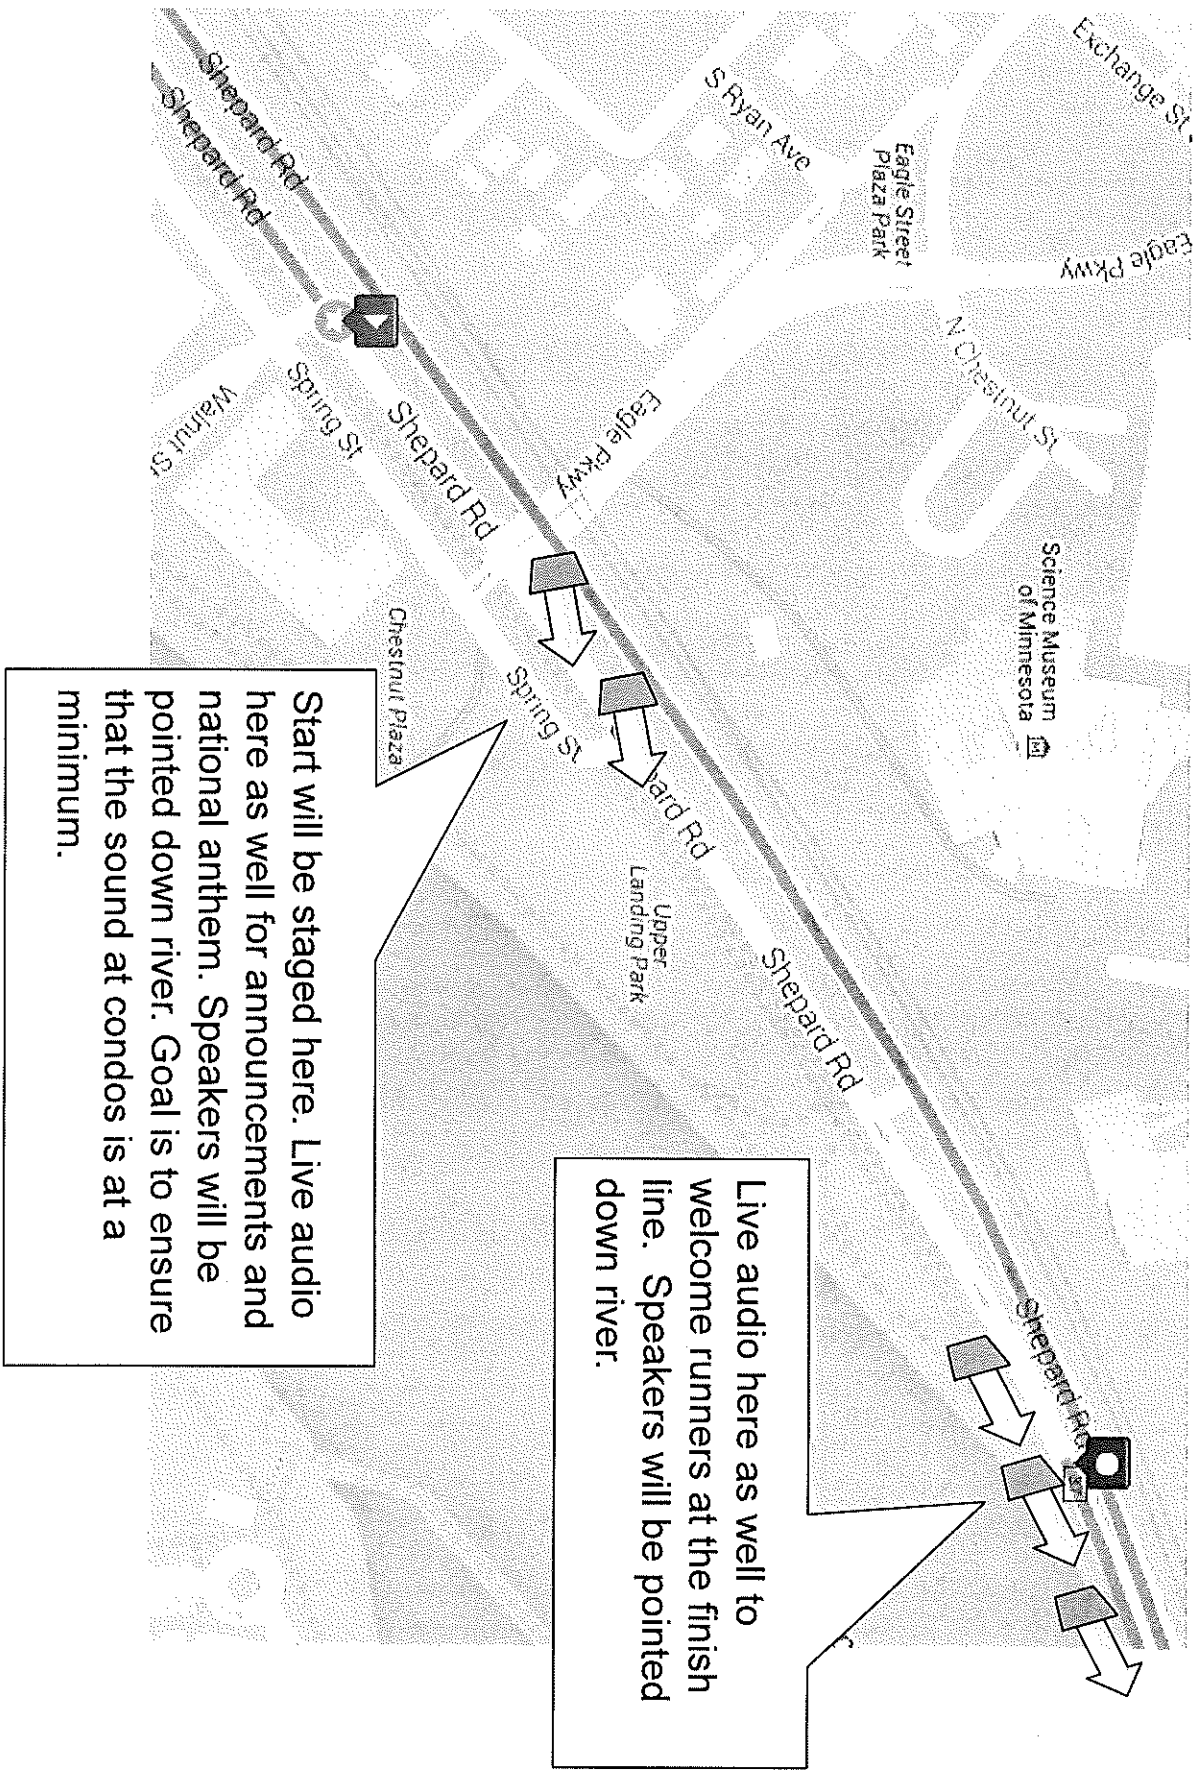 Exchange St.
Eagle Pkwy
S Ryan Ave
Eagle Street
Plaza Park
N Chestnut St
Science Museum
of Minnesota
Shepard Rd
Shepard Rd
Eagle Pkwy
Shepard Rd
Spring St
Walnut St
Chestnut Plaza
Spring St
pard Rd
Upper
Landing Park
Shepard Rd
Shepard Rd
Live audio here as well to
welcome runners at the finish
line. Speakers will be pointed
down river.
Start will be staged here. Live audio
here as well for announcements and
national anthem. Speakers will be
pointed down river. Goal is to ensure
that the sound at condos is at a
minimum.